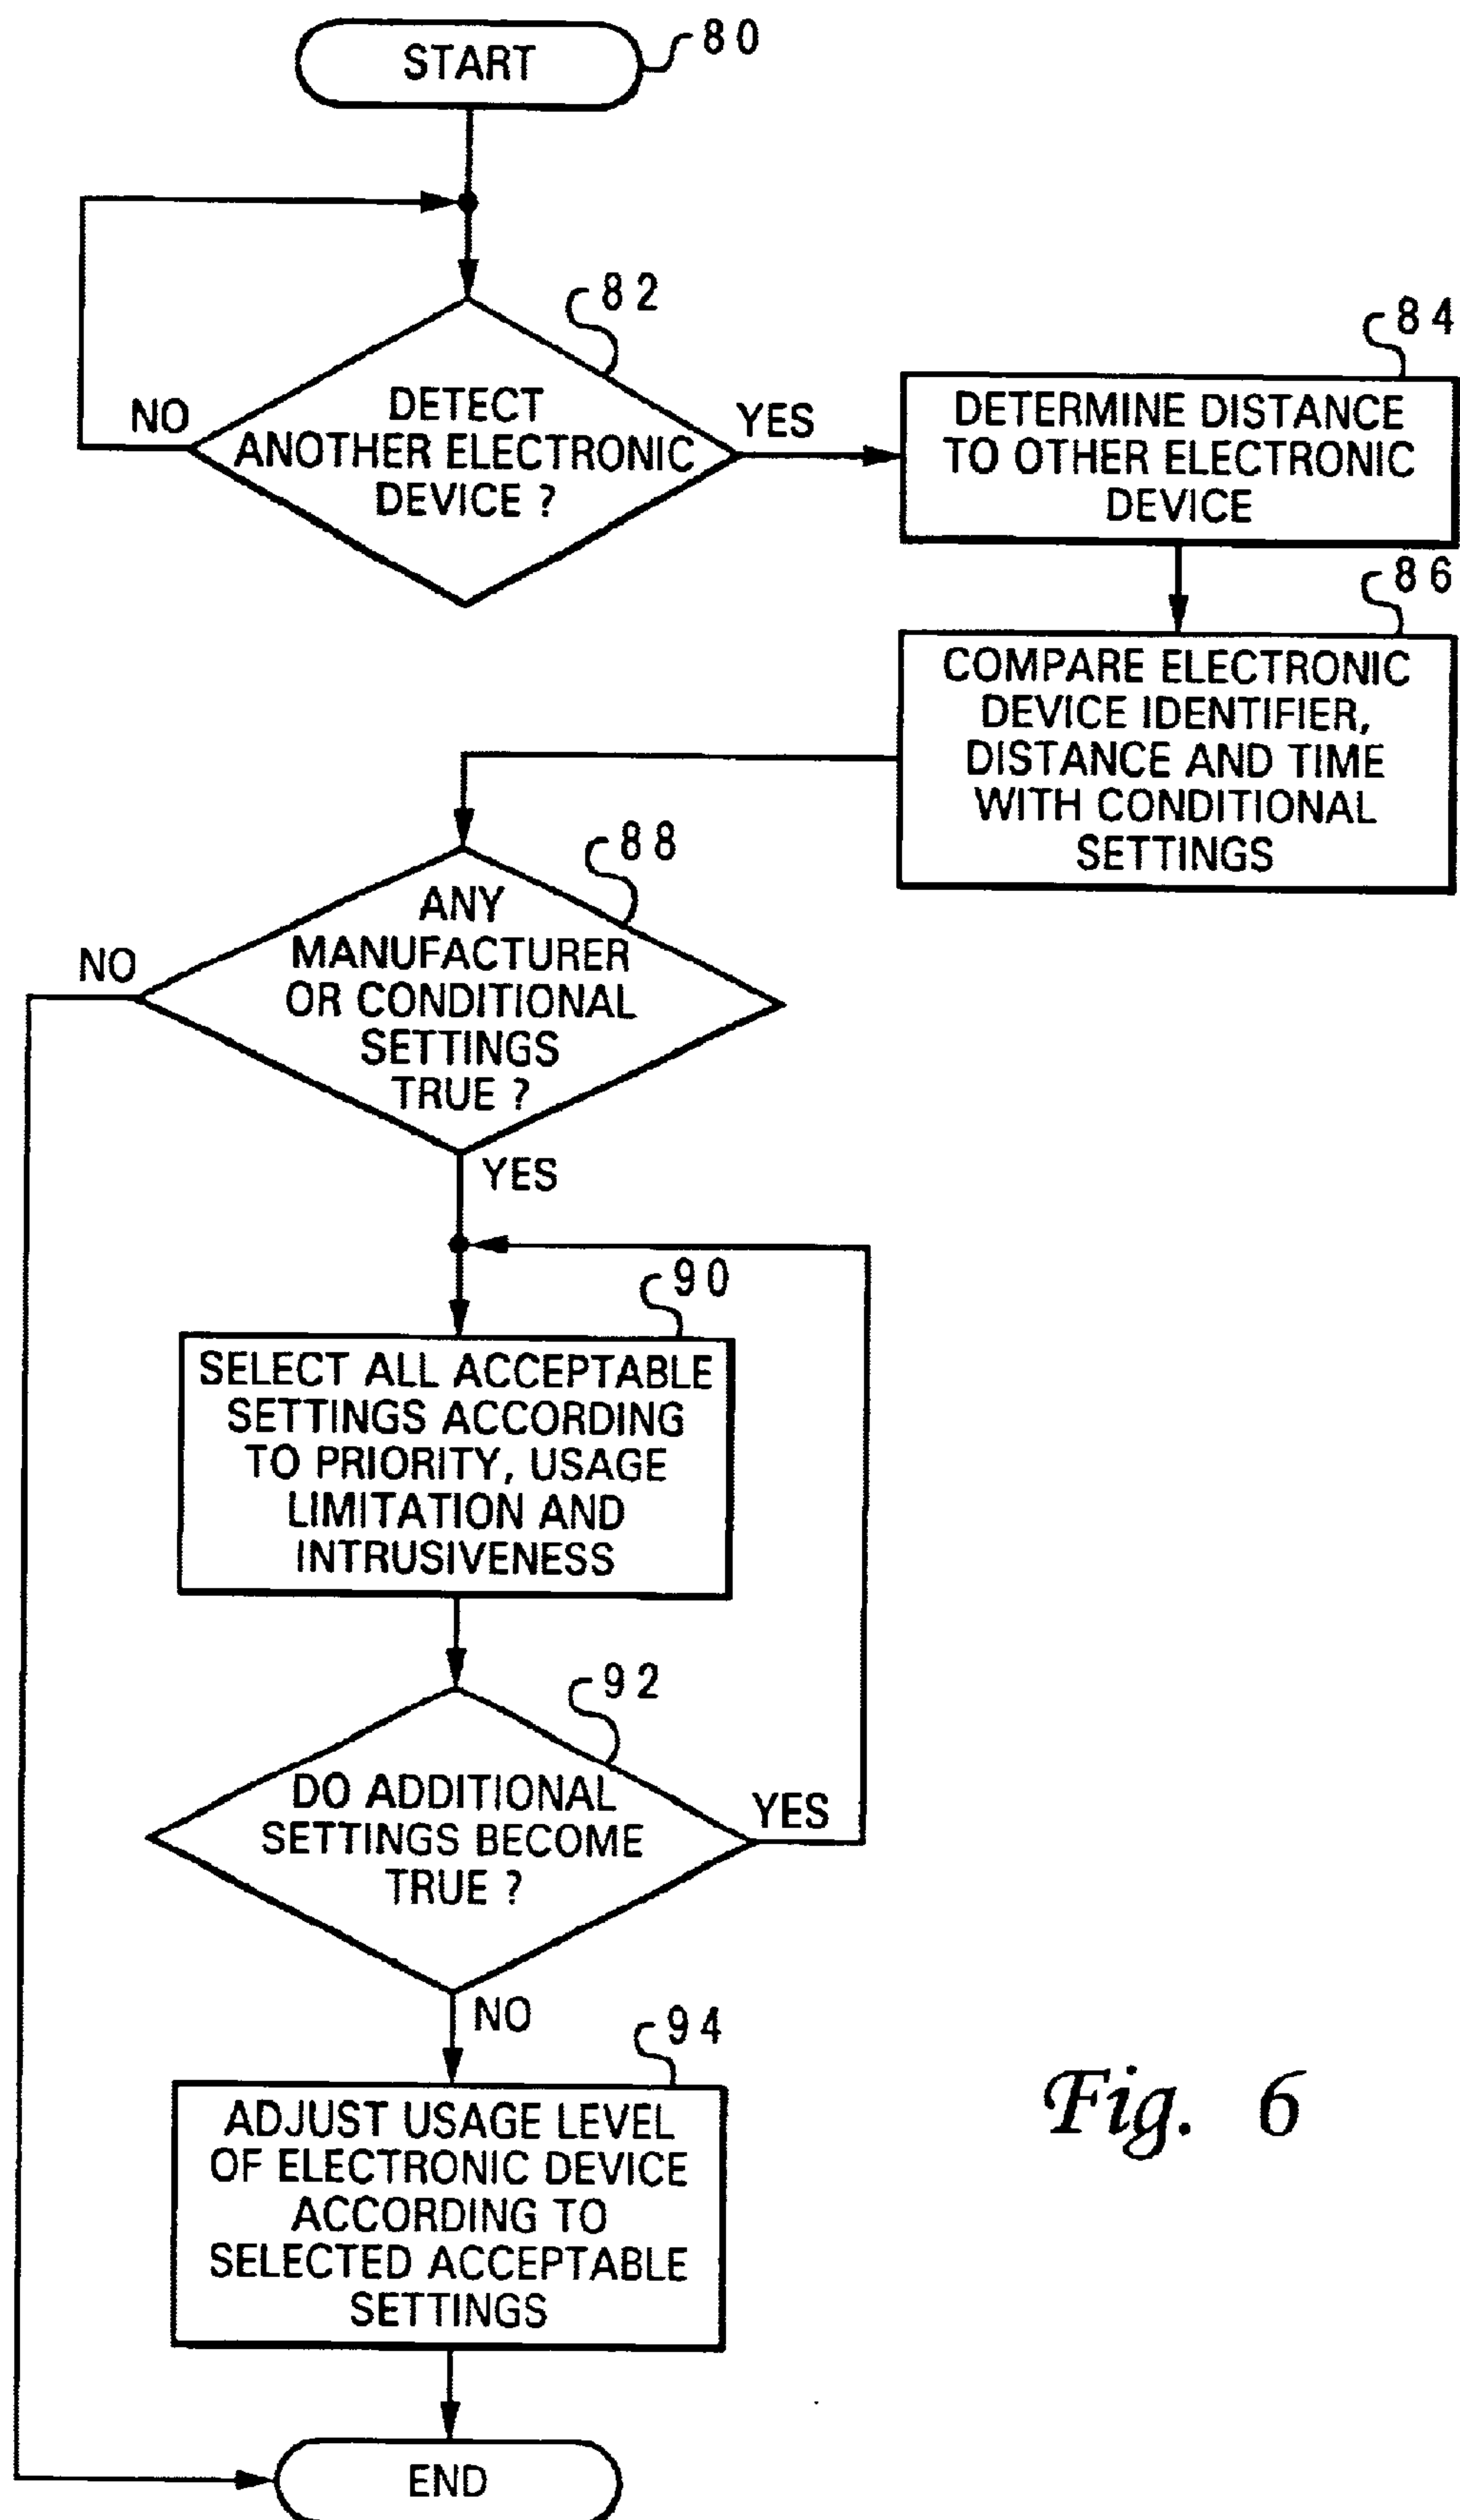 START
80
82
DETECT
ANOTHER ELECTRONIC
DEVICE ?
NO
YES
84
DETERMINE DISTANCE
TO OTHER ELECTRONIC
DEVICE
86
COMPARE ELECTRONIC
DEVICE IDENTIFIER,
DISTANCE AND TIME
WITH CONDITIONAL
SETTINGS
88
ANY
MANUFACTURER
OR CONDITIONAL
SETTINGS
TRUE ?
NO
YES
90
SELECT ALL ACCEPTABLE
SETTINGS ACCORDING
TO PRIORITY, USAGE
LIMITATION AND
INTRUSIVENESS
92
DO ADDITIONAL
SETTINGS BECOME
TRUE ?
YES
NO
94
ADJUST USAGE LEVEL
OF ELECTRONIC DEVICE
ACCORDING TO
SELECTED ACCEPTABLE
SETTINGS
END
Fig. 6